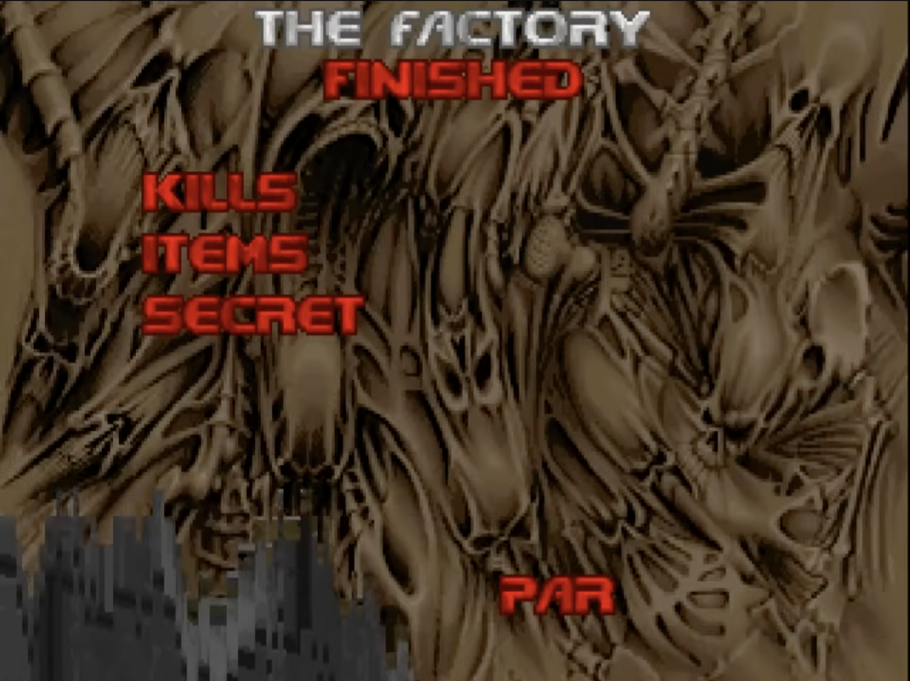 THE FACTORY
FINISHED
KILLS
ITEMS
SECRET
PAR